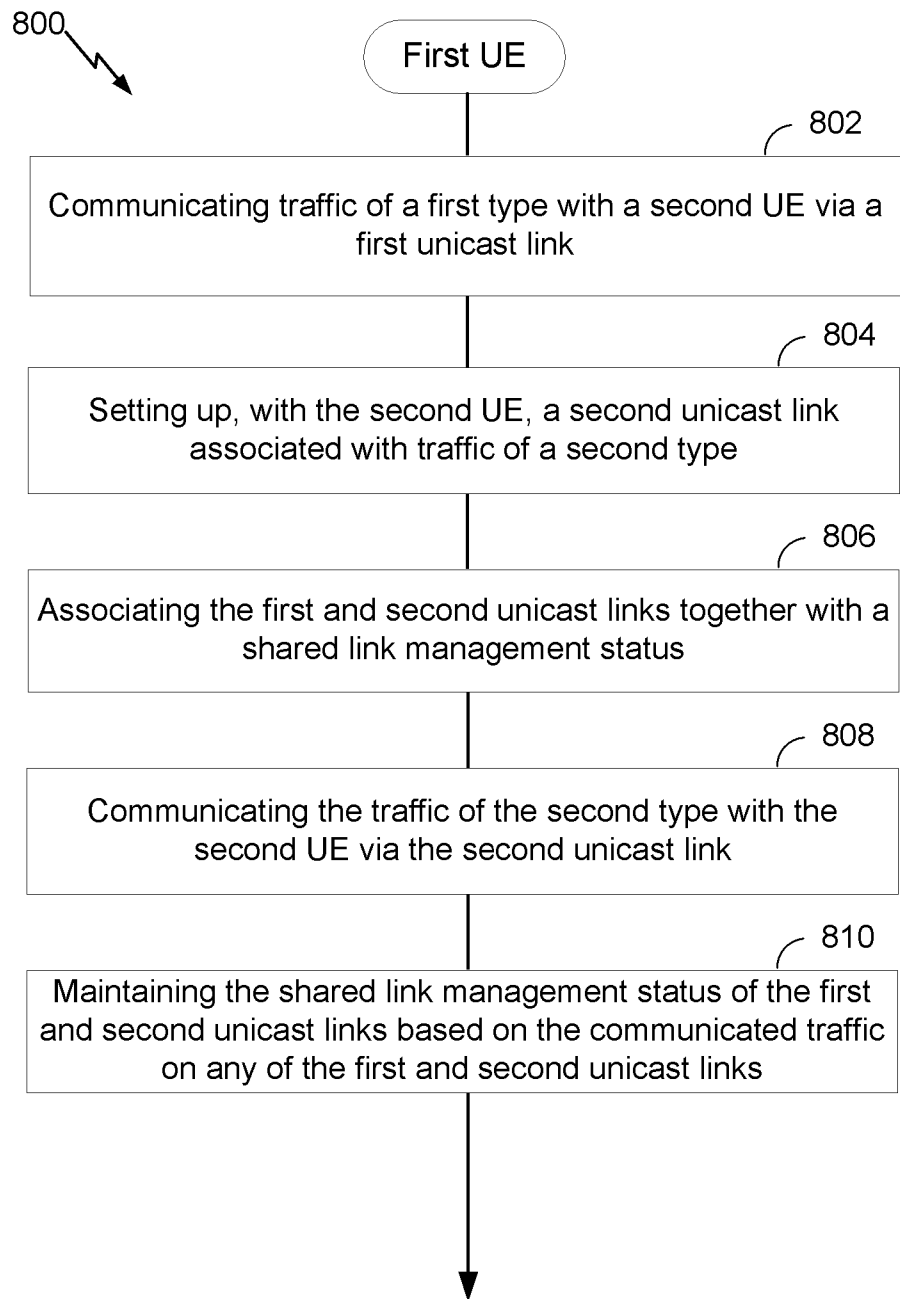 800
First UE
802
Communicating traffic of a first type with a second UE via a
first unicast link
804
Setting up, with the second UE, a second unicast link
associated with traffic of a second type
806
Associating the first and second unicast links together with a
shared link management status
808
Communicating the traffic of the second type with the
second UE via the second unicast link
810
Maintaining the shared link management status of the first
and second unicast links based on the communicated traffic
on any of the first and second unicast links